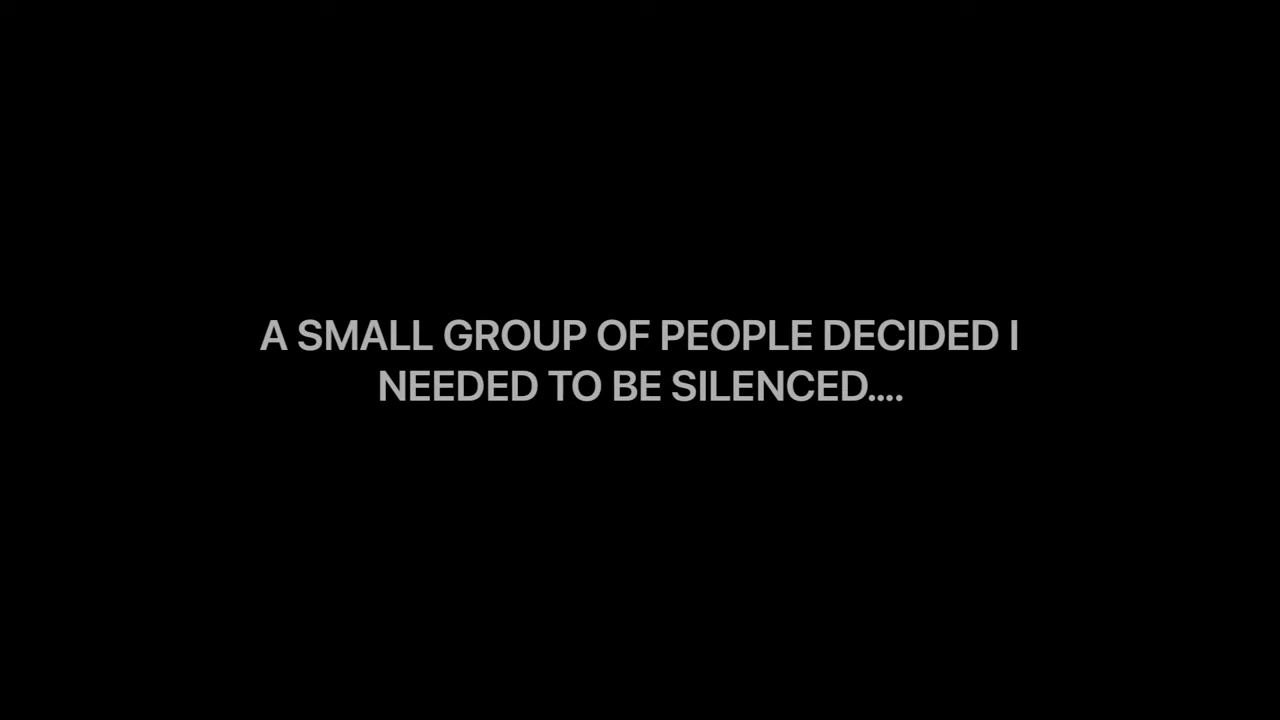 A SMALL GROUP OF PEOPLE DECIDED I
NEEDED TO BE SILENCED....